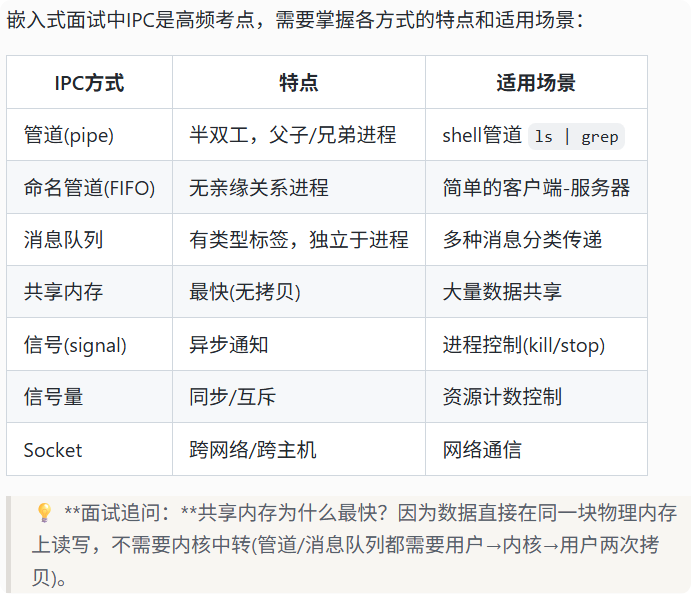 嵌入式面试中IPC是高频考点，需要掌握各方式的特点和适用场景：
IPC方式 特点 适用场景
管道(pipe) 半双工，父子/兄弟进程 shell管道 ls | grep
命名管道(FIFO) 无亲缘关系进程 简单的客户端-服务器
消息队列 有类型标签，独立于进程 多种消息分类传递
共享内存 最快(无拷贝) 大量数据共享
信号(signal) 异步通知 进程控制(kill/stop)
信号量 同步/互斥 资源计数控制
Socket 跨网络/跨主机 网络通信
💡 **面试追问：**共享内存为什么最快？因为数据直接在同一块物理内存
上读写，不需要内核中转(管道/消息队列都需要用户→内核→用户两次拷
贝)。